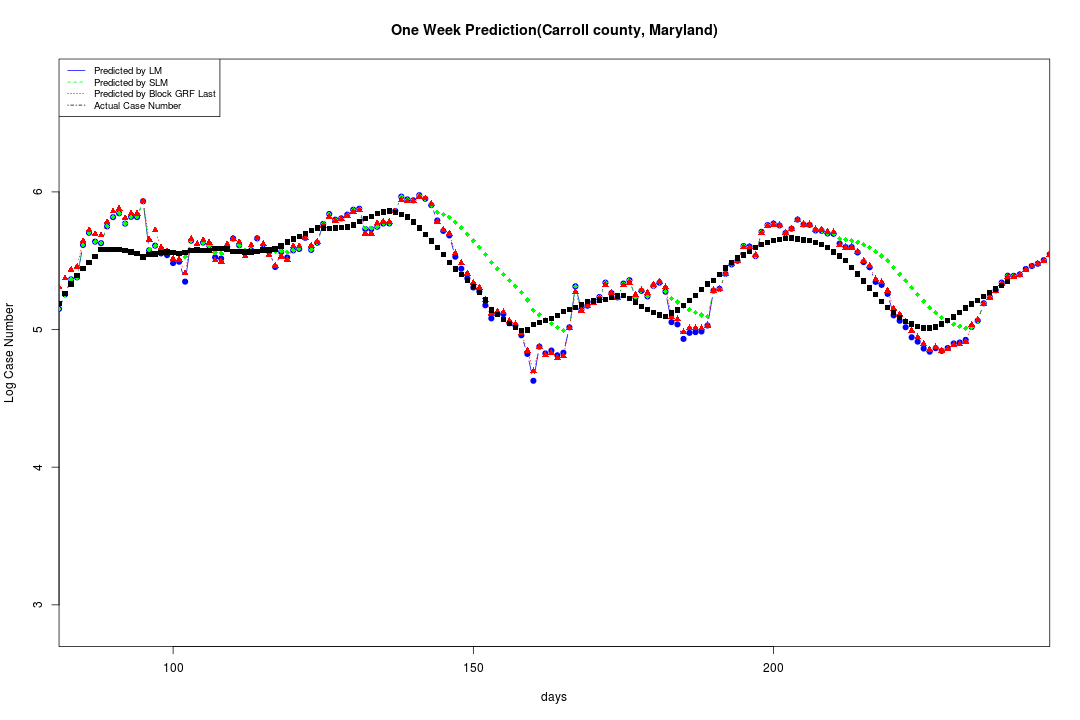 One Week Prediction(Carroll county, Maryland)
Predicted by LM
Predicted by SLM
Predicted by Block GRF Last
Actual Case Number
6
5
4
3
Log Case Number
100 150 200
days